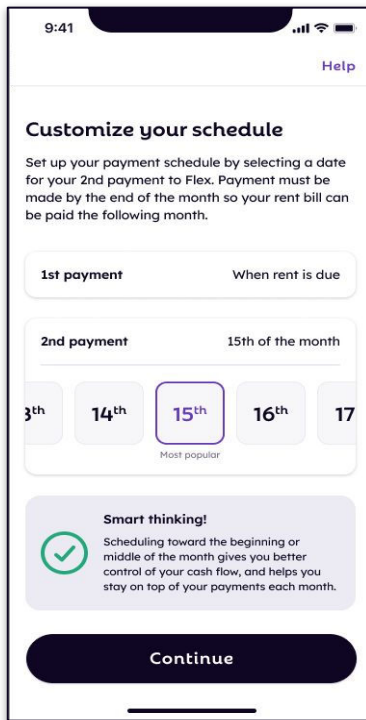 9:41
Help
Customize your schedule
Set up your payment schedule by selecting a date
for your 2nd payment to Flex. Payment must be
made by the end of the month so your rent bill can
be paid the following month.
1st payment When rent is due
2nd payment 15th of the month
3th 14th 15th 16th 17
Most popular
Smart thinking!
Scheduling toward the beginning or
middle of the month gives you better
control of your cash flow, and helps you
stay on top of your payments each month.
Continue